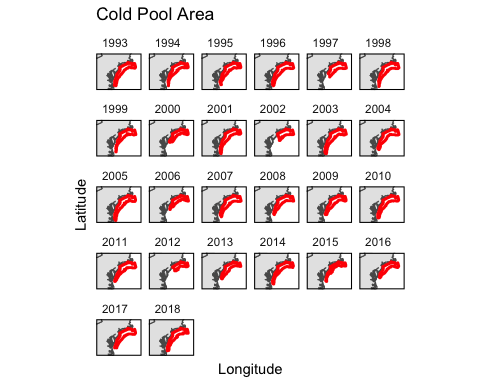 Cold Pool Area
1993 1994 1995 1996 1997 1998
1999 2000 2001 2002 2003 2004
2005 2006 2007 2008 2009 2010
2011 2012 2013 2014 2015 2016
2017 2018
Latitude
Longitude